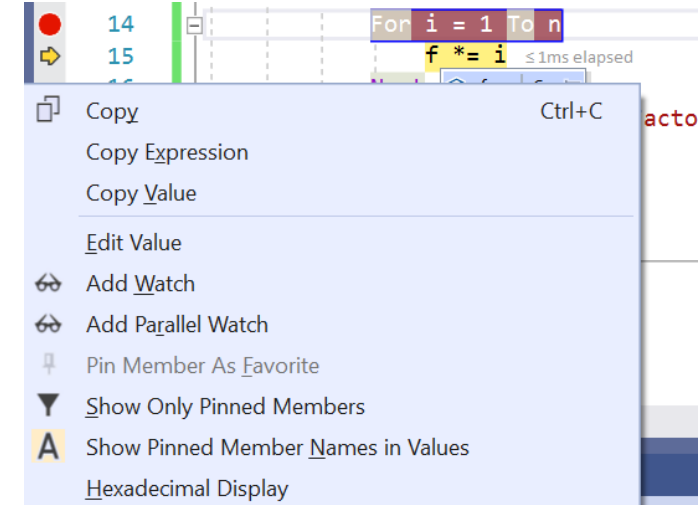 14 For i = 1 To n
15 f *= i ≤ 1ms elapsed
Copy Ctrl+C
acto
Copy Expression
Copy Value
Edit Value
Add Watch
Add Parallel Watch
Pin Member As Favorite
Show Only Pinned Members
A Show Pinned Member Names in Values
Hexadecimal Display